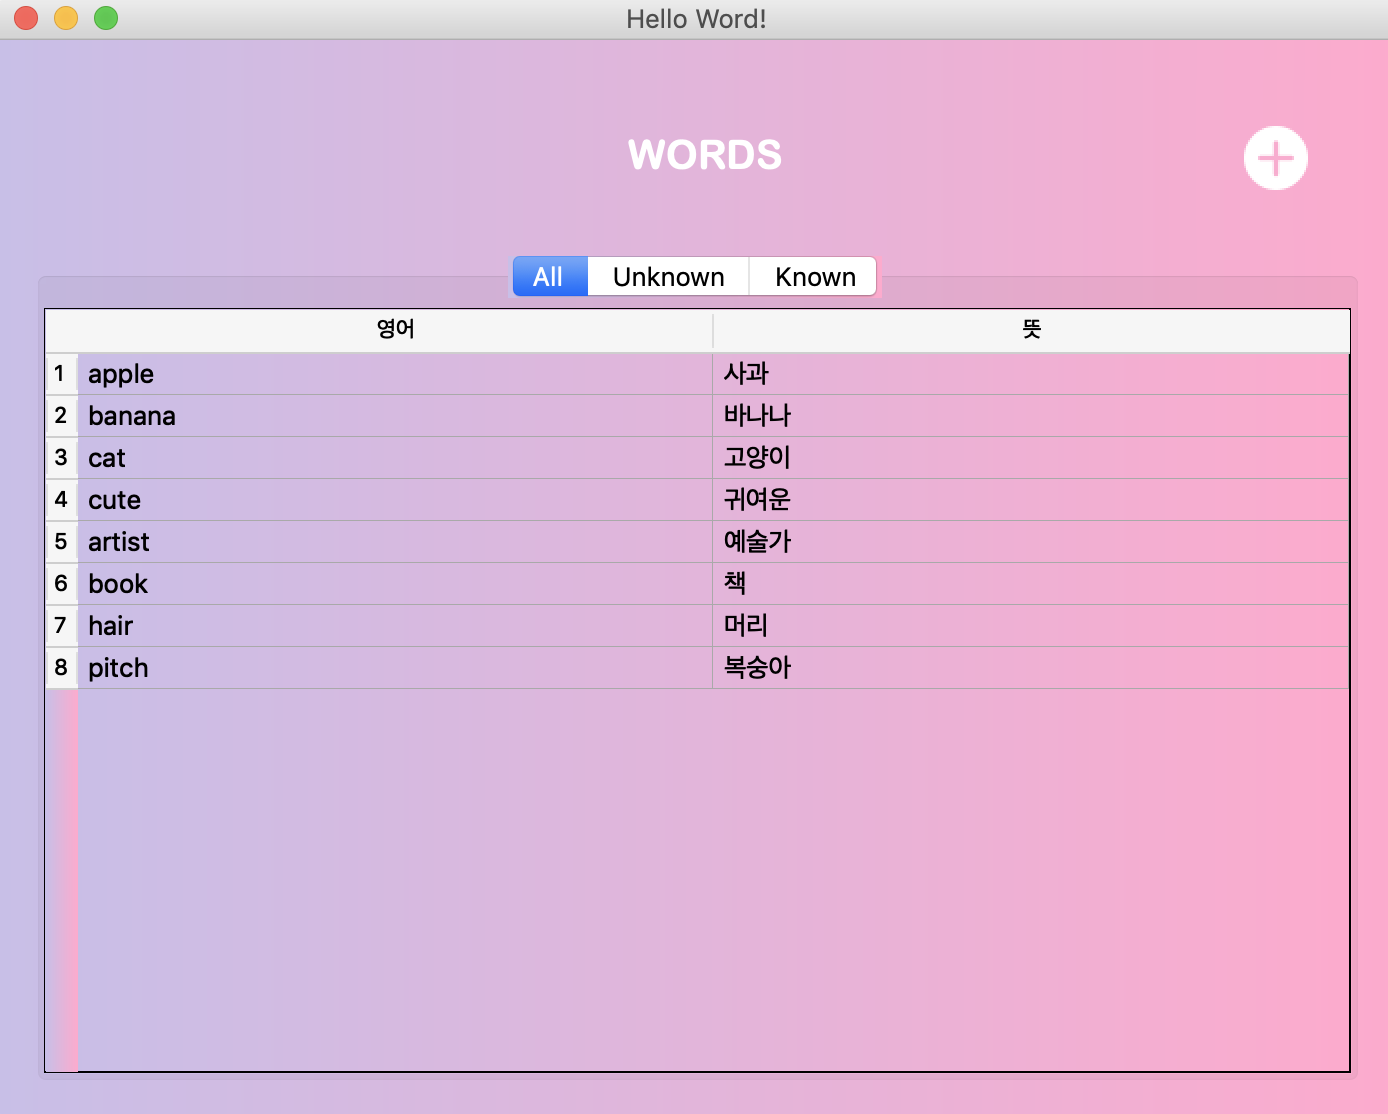 Hello Word!
WORDS
All Unknown Known
영어 뜻
1 apple 사과
2 banana 바나나
3 cat 고양이
4 cute 귀여운
5 artist 예술가
6 book 책
7 hair 머리
8 pitch 복숭아